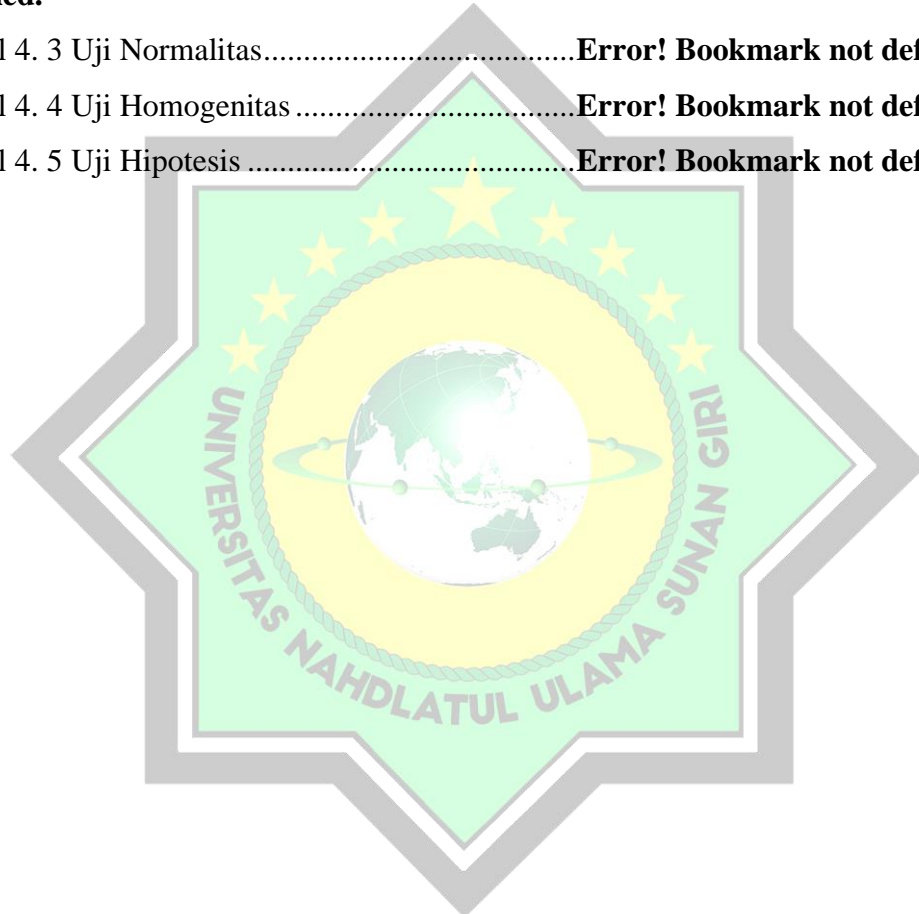 ned.
l 4. 3 Uji Normalitas........................................Error! Bookmark not def
l 4. 4 Uji Homogenitas ....................................Error! Bookmark not def
l 4. 5 Uji Hipotesis ..........................................Error! Bookmark not def
UNIVERSITAS NAHDLATUL ULAMA SUNAN GIRI